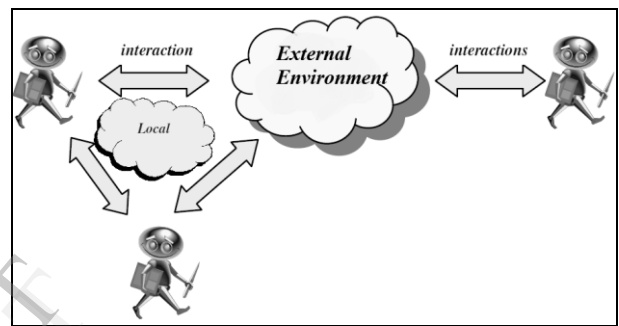 interaction
External
Environment
interactions
Local